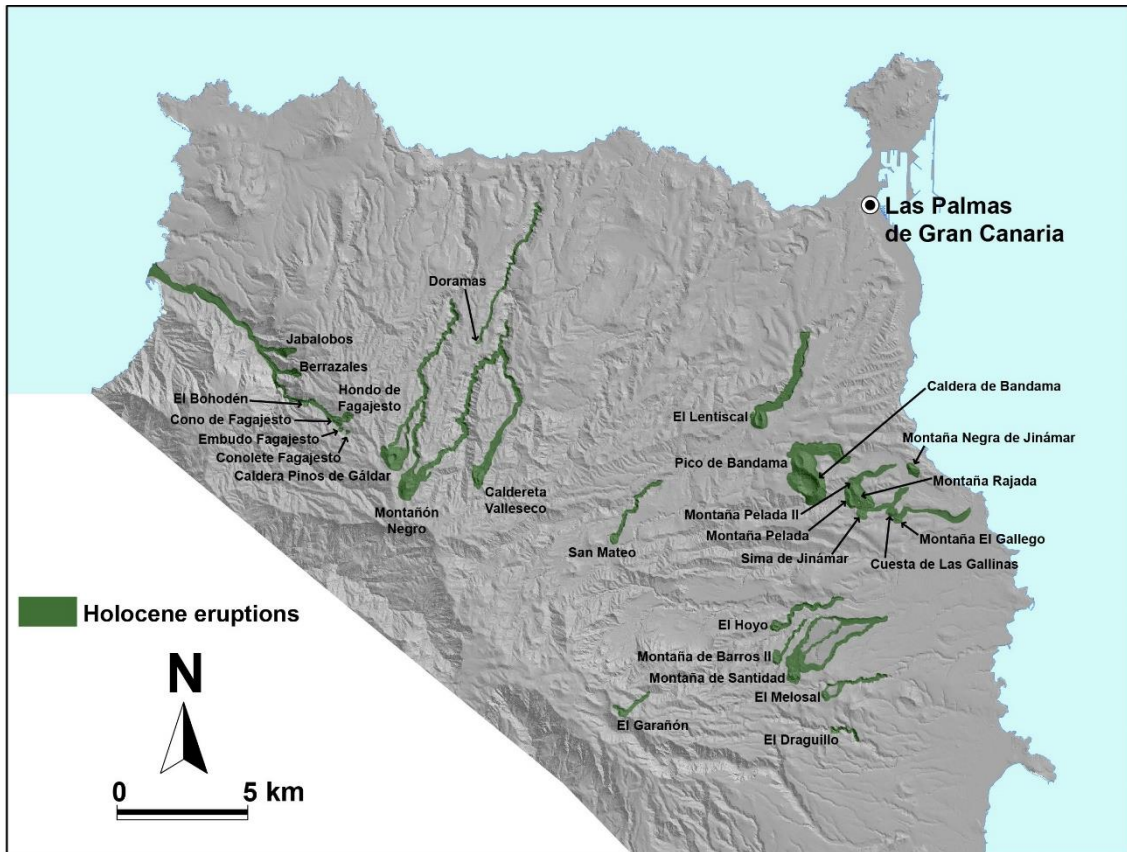 Las Palmas
de Gran Canaria
Doramas
Jabalobos
Berrazales
El Bohodén
Hondo de
Fagajesto
Cono de Fagajesto
Embudo Fagajesto
Conolete Fagajesto
Caldera Pinos de Gáldar
Montañón
Negro
Caldereta
Valleseco
El Lentiscal
Caldera de Bandama
Pico de Bandama
Montaña Negra de Jinámar
Montaña Rajada
Montaña Pelada II
Montaña Pelada
Sima de Jinámar
Montaña El Gallego
Cuesta de Las Gallinas
San Mateo
El Hoyo
Montaña de Barros II
Montaña de Santidad
El Melosal
El Garañón
El Draguillo
Holocene eruptions
N
0 5 km